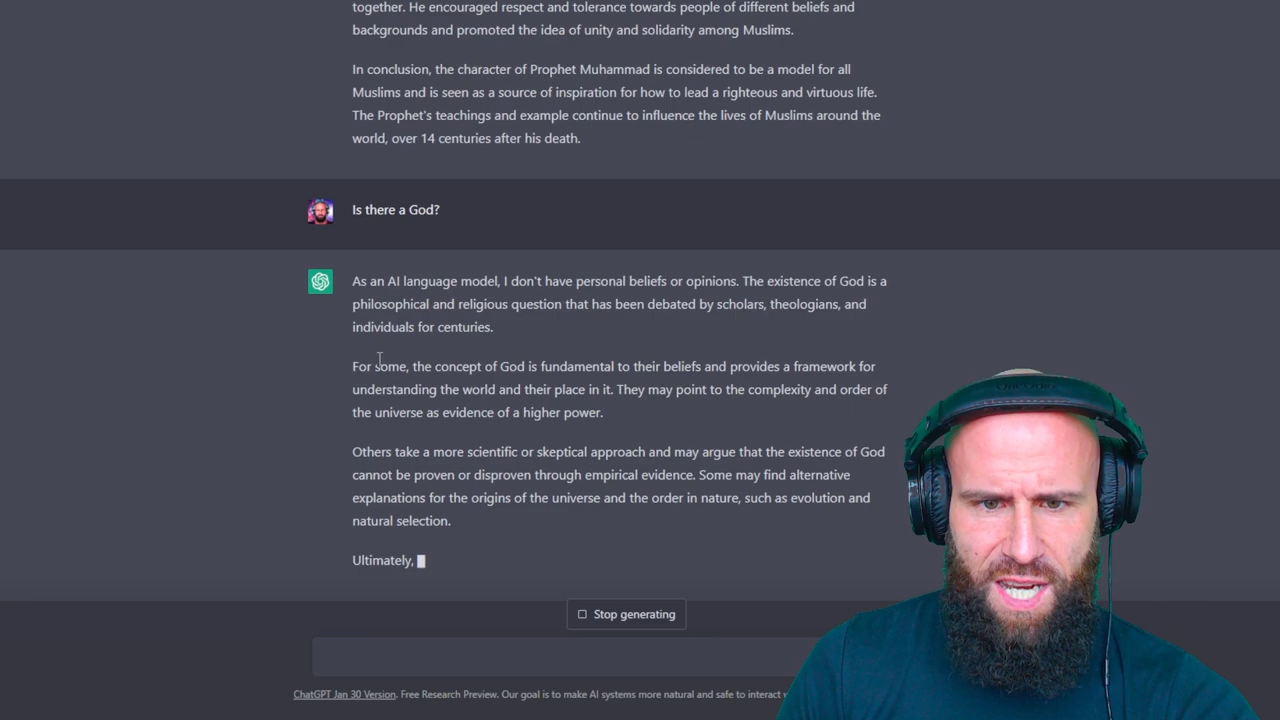 together. He encouraged respect and tolerance towards people of different beliefs and
backgrounds and promoted the idea of unity and solidarity among Muslims.
In conclusion, the character of Prophet Muhammad is considered to be a model for all
Muslims and is seen as a source of inspiration for how to lead a righteous and virtuous life.
The Prophet's teachings and example continue to influence the lives of Muslims around the
world, over 14 centuries after his death.
Is there a God?
As an AI language model, I don't have personal beliefs or opinions. The existence of God is a
philosophical and religious question that has been debated by scholars, theologians, and
individuals for centuries.
For some, the concept of God is fundamental to their beliefs and provides a framework for
understanding the world and their place in it. They may point to the complexity and order of
the universe as evidence of a higher power.
Others take a more scientific or skeptical approach and may argue that the existence of God
cannot be proven or disproven through empirical evidence. Some may find alternative
explanations for the origins of the universe and the order in nature, such as evolution and
natural selection.
Ultimately,
Stop generating
ChatGPT Jan 30 Version. Free Research Preview. Our goal is to make AI systems more natural and safe to interact